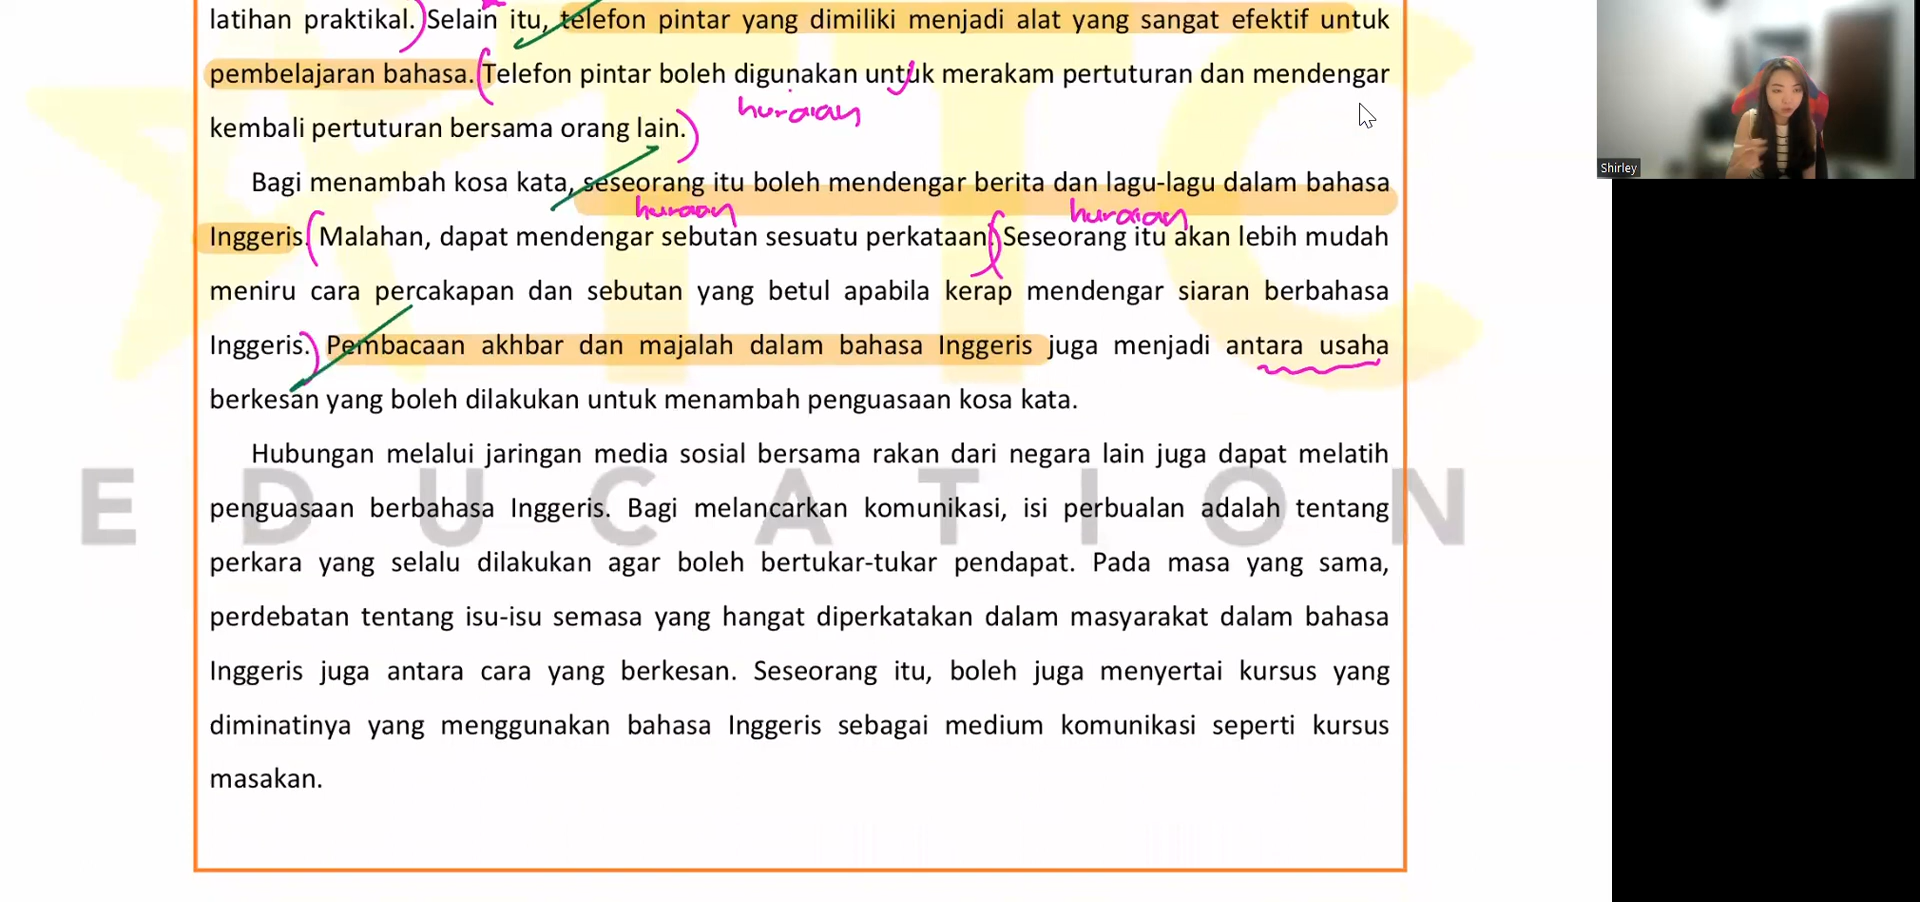 latihan praktikal. Selain itu, telefon pintar yang dimiliki menjadi alat yang sangat efektif untuk
pembelajaran bahasa. Telefon pintar boleh digunakan untuk merakam pertuturan dan mendengar
huraian
kembali pertuturan bersama orang lain.
Bagi menambah kosa kata, seseorang itu boleh mendengar berita dan lagu-lagu dalam bahasa
huraian huraian
Inggeris. Malahan, dapat mendengar sebutan sesuatu perkataan. Seseorang itu akan lebih mudah
meniru cara percakapan dan sebutan yang betul apabila kerap mendengar siaran berbahasa
Inggeris. Pembacaan akhbar dan majalah dalam bahasa Inggeris juga menjadi antara usaha
berkesan yang boleh dilakukan untuk menambah penguasaan kosa kata.
Hubungan melalui jaringan media sosial bersama rakan dari negara lain juga dapat melatih
penguasaan berbahasa Inggeris. Bagi melancarkan komunikasi, isi perbualan adalah tentang
perkara yang selalu dilakukan agar boleh bertukar-tukar pendapat. Pada masa yang sama,
perdebatan tentang isu-isu semasa yang hangat diperkatakan dalam masyarakat dalam bahasa
Inggeris juga antara cara yang berkesan. Seseorang itu, boleh juga menyertai kursus yang
diminatinya yang menggunakan bahasa Inggeris sebagai medium komunikasi seperti kursus
masakan.
EDUCATION
Shirley